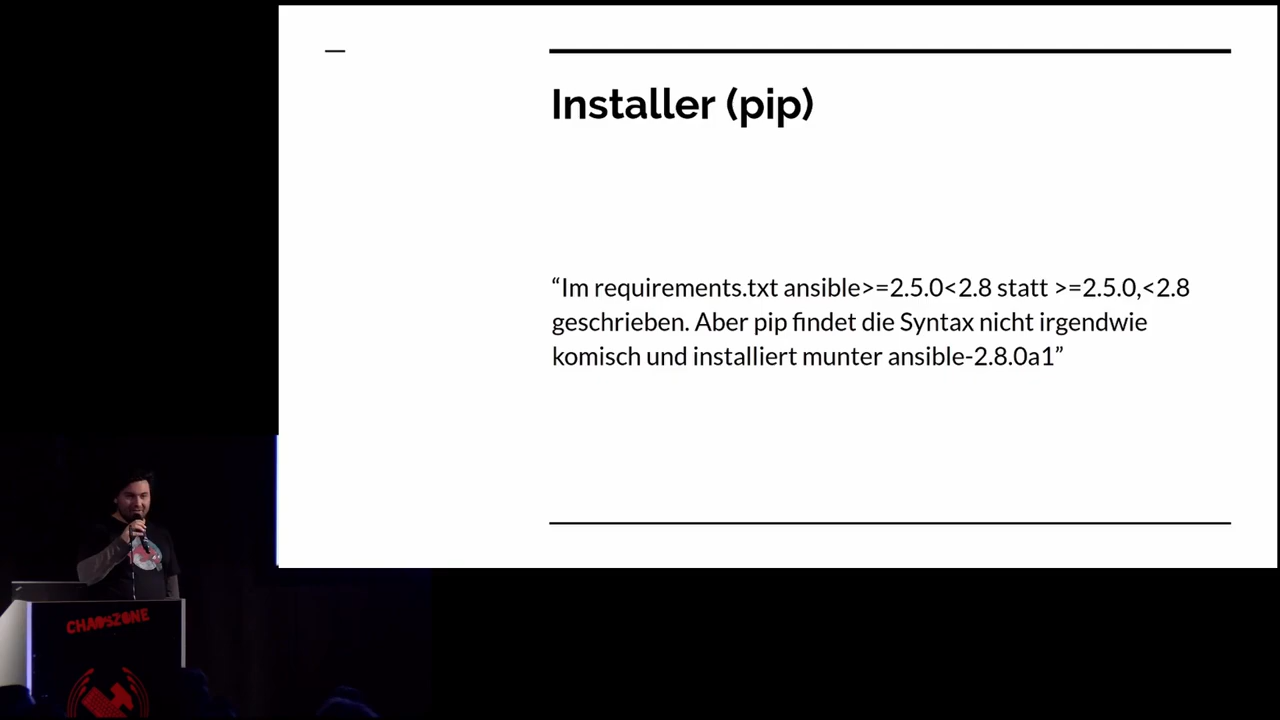 Installer (pip)
“Im requirements.txt ansible>=2.5.0<2.8 statt >=2.5.0,<2.8
geschrieben. Aber pip findet die Syntax nicht irgendwie
komisch und installiert munter ansible-2.8.0a1”
CHAOSZONE